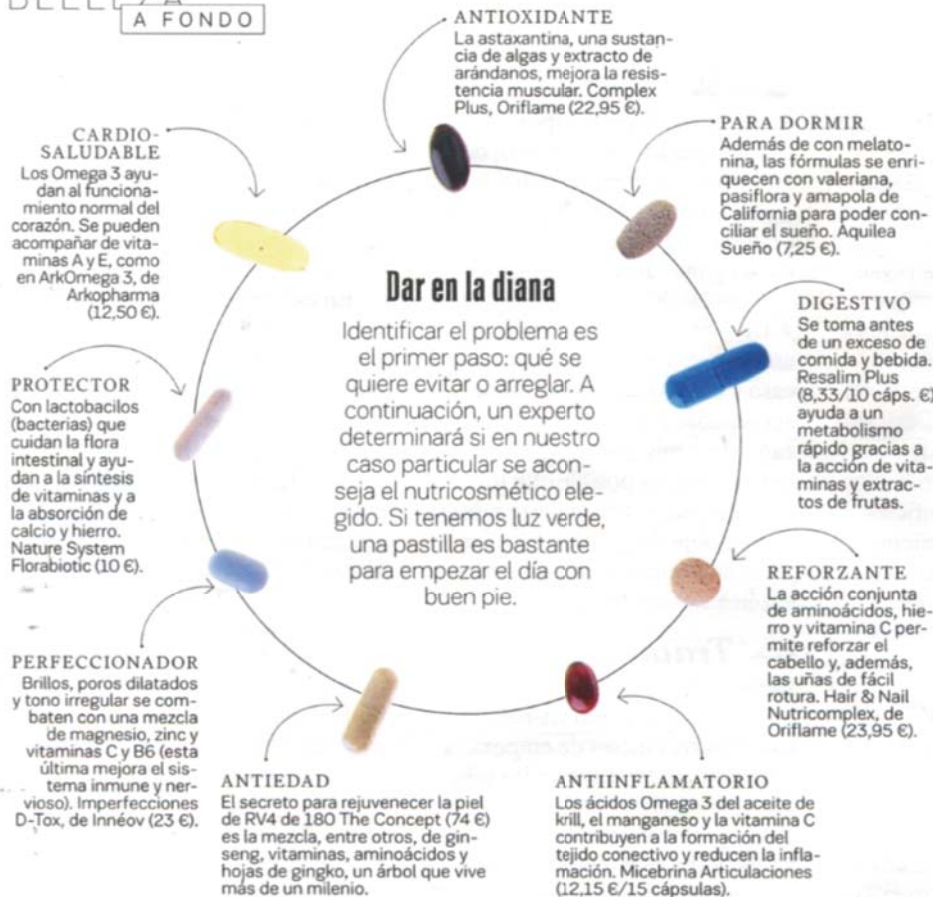 BELLEZA
A FONDO
ANTIOXIDANTE
La astaxantina, una sustan-
cia de algas y extracto de
arándanos, mejora la resis-
tencia muscular. Complex
Plus, Oriflame (22,95 €).
PARA DORMIR
Además de con melato-
nina, las fórmulas se enri-
quecen con valeriana,
pasiflora y amapola de
California para poder con-
ciliar el sueño. Aquilea
Sueño (7,25 €).
DIGESTIVO
Se toma antes
de un exceso de
comida y bebida.
Resalim Plus
(8,33/10 cáps. €)
ayuda a un
metabolismo
rápido gracias a
la acción de vita-
minas y extrac-
tos de frutas.
REFORZANTE
La acción conjunta
de aminoácidos, hie-
rro y vitamina C per-
mite reforzar el
cabello y, además,
las uñas de fácil
rotura. Hair & Nail
Nutricomplex, de
Oriflame (23,95 €).
ANTIINFLAMATORIO
Los ácidos Omega 3 del aceite de
krill, el manganeso y la vitamina C
contribuyen a la formación del
tejido conectivo y reducen la infla-
mación. Micebrina Articulaciones
(12,15 €/15 cápsulas).
ANTIEDAD
El secreto para rejuvenecer la piel
de RV4 de 180 The Concept (74 €)
es la mezcla, entre otros, de gin-
seng, vitaminas, aminoácidos y
hojas de gingko, un árbol que vive
más de un milenio.
PERFECCIONADOR
Brillos, poros dilatados
y tono irregular se com-
baten con una mezcla
de magnesio, zinc y
vitaminas C y B6 (esta
última mejora el sis-
tema inmune y ner-
vioso). Imperfecciones
D-Tox, de Innéov (23 €).
PROTECTOR
Con lactobacilos
(bacterias) que
cuidan la flora
intestinal y ayu-
dan a la síntesis
de vitaminas y a
la absorción de
calcio y hierro.
Nature System
Florabiotic (10 €).
CARDIO-
SALUDABLE
Los Omega 3 ayu-
dan al funciona-
miento normal del
corazón. Se pueden
acompañar de vita-
minas A y E, como
en ArkOmega 3, de
Arkopharma
(12,50 €).
Dar en la diana
Identificar el problema es
el primer paso: qué se
quiere evitar o arreglar. A
continuación, un experto
determinará si en nuestro
caso particular se acon-
seja el nutricosmético ele-
gido. Si tenemos luz verde,
una pastilla es bastante
para empezar el día con
buen pie.